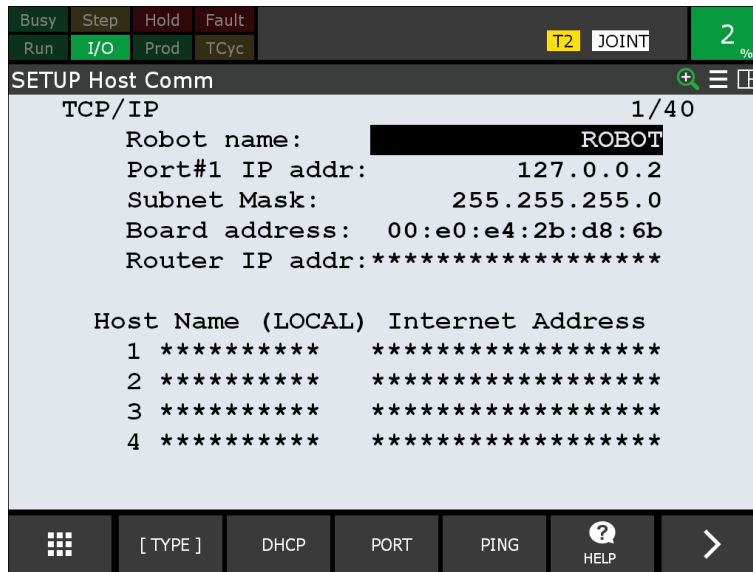 Busy Step Hold Fault
Run I/O Prod TCyc
T2 JOINT
2 %
SETUP Host Comm
TCP/IP 1/40
Robot name: ROBOT
Port#1 IP addr: 127.0.0.2
Subnet Mask: 255.255.255.0
Board address: 00:e0:e4:2b:d8:6b
Router IP addr:******************
Host Name (LOCAL) Internet Address
1 ********** ******************
2 ********** ******************
3 ********** ******************
4 ********** ******************
[ TYPE ] DHCP PORT PING HELP